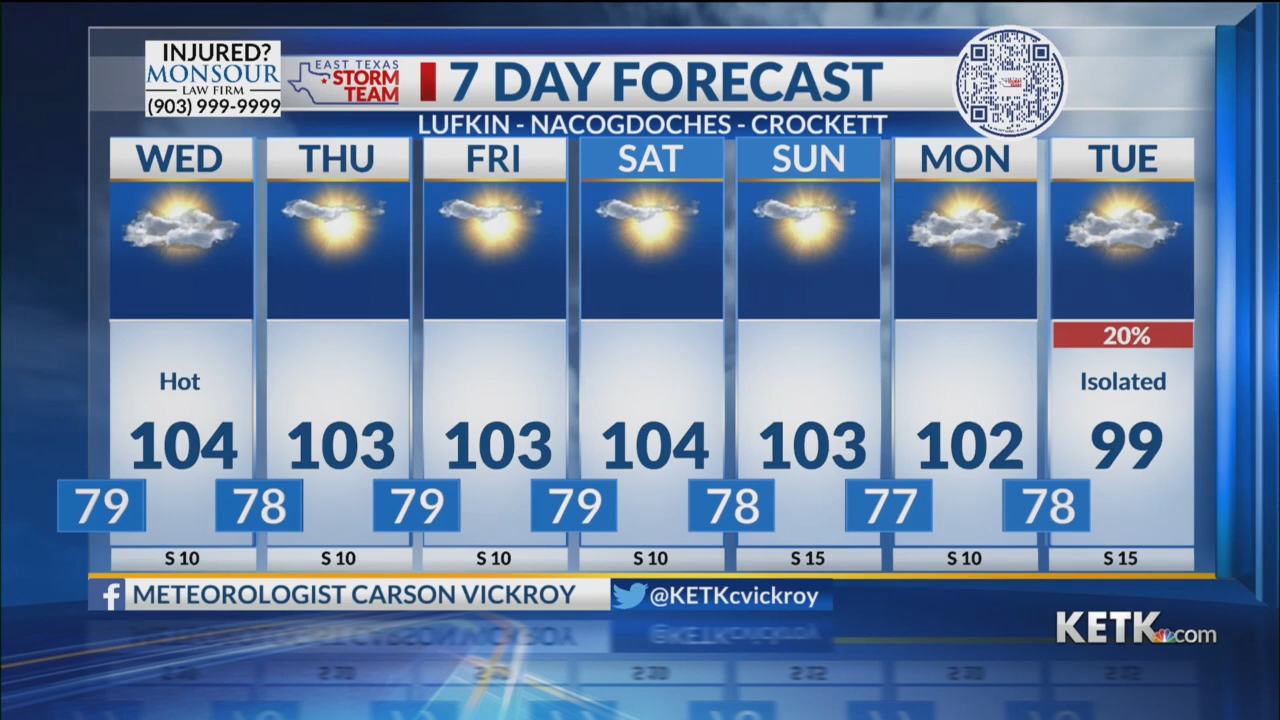 INJURED?
MONSOUR
LAW FIRM
(903) 999-9999
EAST TEXAS
STORM
TEAM
7 DAY FORECAST
LUFKIN - NACOGDOCHES - CROCKETT
WED THU FRI SAT SUN MON TUE
20%
Hot Isolated
104 103 103 104 103 102 99
79 78 79 79 78 77 78
S 10 S 10 S 10 S 10 S 15 S 10 S 15
f METEOROLOGIST CARSON VICKROY @KETKcvickroy
KETK.com